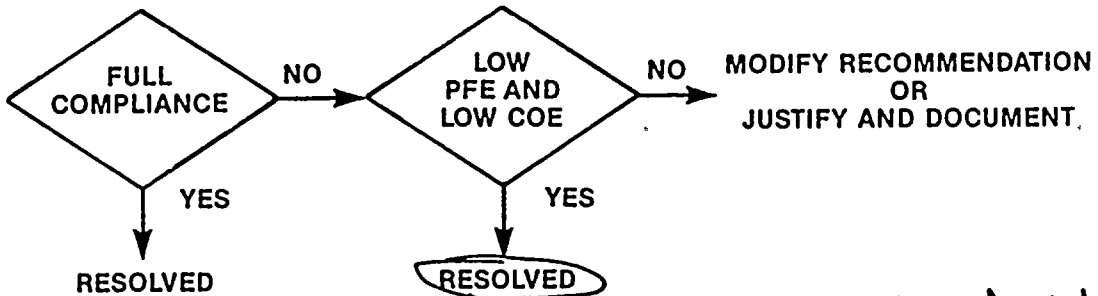 FULL
COMPLIANCE
NO
LOW
PFE AND
LOW COE
NO
MODIFY RECOMMENDATION
OR
JUSTIFY AND DOCUMENT.
YES
YES
RESOLVED
RESOLVED